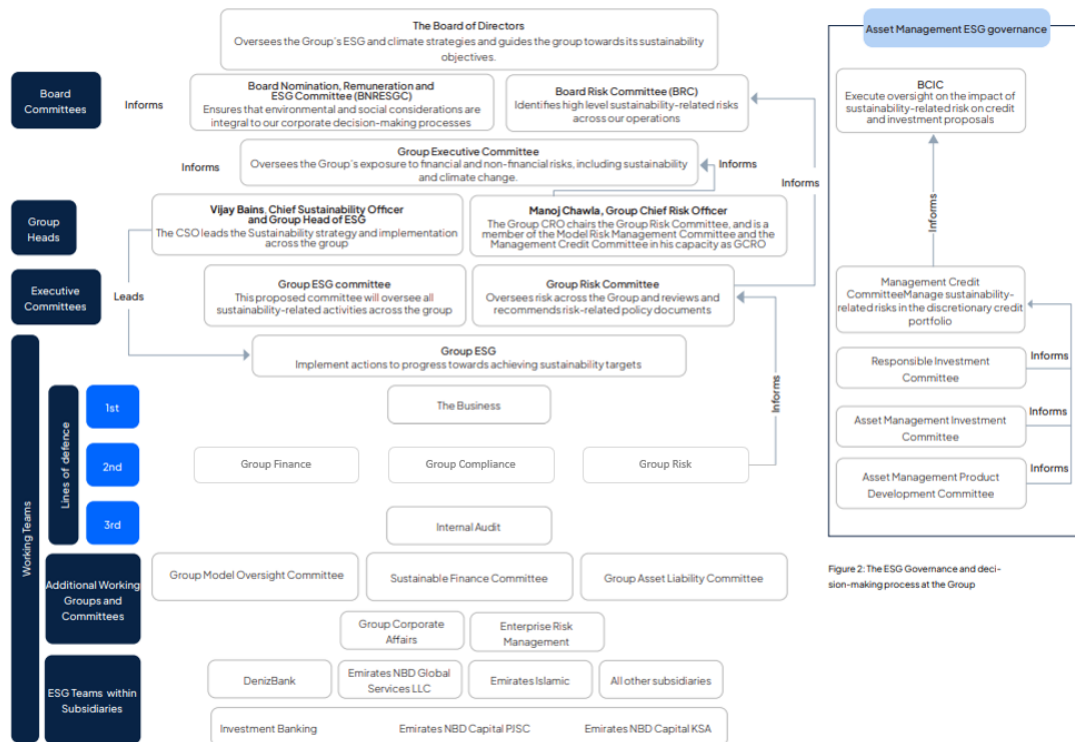 The Board of Directors
Oversees the Group's ESG and climate strategies and guides the group towards its sustainability
objectives.
Asset Management ESG governance
Board
Committees
Informs
Board Nomination, Remuneration and
ESG Committee (BNRESGC)
Ensures that environmental and social considerations are
integral to our corporate decision-making processes
Board Risk Committee (BRC)
Identifies high level sustainability-related risks
across our operations
BCIC
Execute oversight on the impact of
sustainability-related risk on credit
and investment proposals
Informs
Group Executive Committee
Oversees the Group's exposure to financial and non-financial risks, including sustainability
and climate change.
Informs
Informs
Informs
Group
Heads
Vijay Bains, Chief Sustainability Officer
and Group Head of ESG
The CSO leads the Sustainability strategy and implementation
across the group
Manoj Chawla, Group Chief Risk Officer
The Group CRO chairs the Group Risk Committee, and is a
member of the Model Risk Management Committee and the
Management Credit Committee in his capacity as GCRO
Executive
Committees
Leads
Group ESG committee
This proposed committee will oversee all
sustainability-related activities across the group
Group Risk Committee
Oversees risk across the Group and reviews and
recommends risk-related policy documents
Management Credit
CommitteeManage sustainability-
related risks in the discretionary credit
portfolio
Group ESG
Implement actions to progress towards achieving sustainability targets
Responsible Investment
Committee
Informs
Working Teams
Lines of defence
1st
The Business
Informs
Asset Management Investment
Committee
Informs
2nd
Group Finance
Group Compliance
Group Risk
Asset Management Product
Development Committee
Informs
3rd
Internal Audit
Additional Working
Groups and
Committees
Group Model Oversight Committee
Sustainable Finance Committee
Group Asset Liability Committee
Figure 2: The ESG Governance and deci-
sion-making process at the Group
Group Corporate
Affairs
Enterprise Risk
Management
ESG Teams within
Subsidiaries
DenizBank
Emirates NBD Global
Services LLC
Emirates Islamic
All other subsidiaries
Investment Banking
Emirates NBD Capital PJSC
Emirates NBD Capital KSA